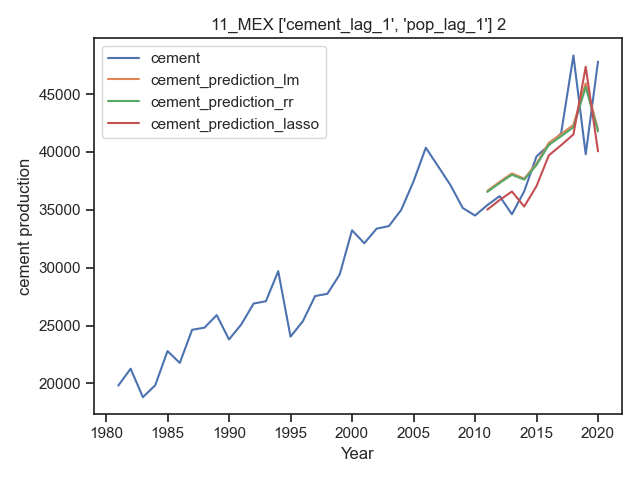 11_MEX ['cement_lag_1', 'pop_lag_1'] 2
cement
cement_prediction_lm
cement_prediction_rr
cement_prediction_lasso
cement production
45000
40000
35000
30000
25000
20000
1980 1985 1990 1995 2000 2005 2010 2015 2020
Year